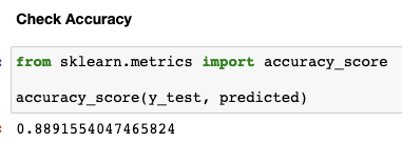 Check Accuracy
from sklearn.metrics import accuracy_score
accuracy_score(y_test, predicted)
0.8891554047465824